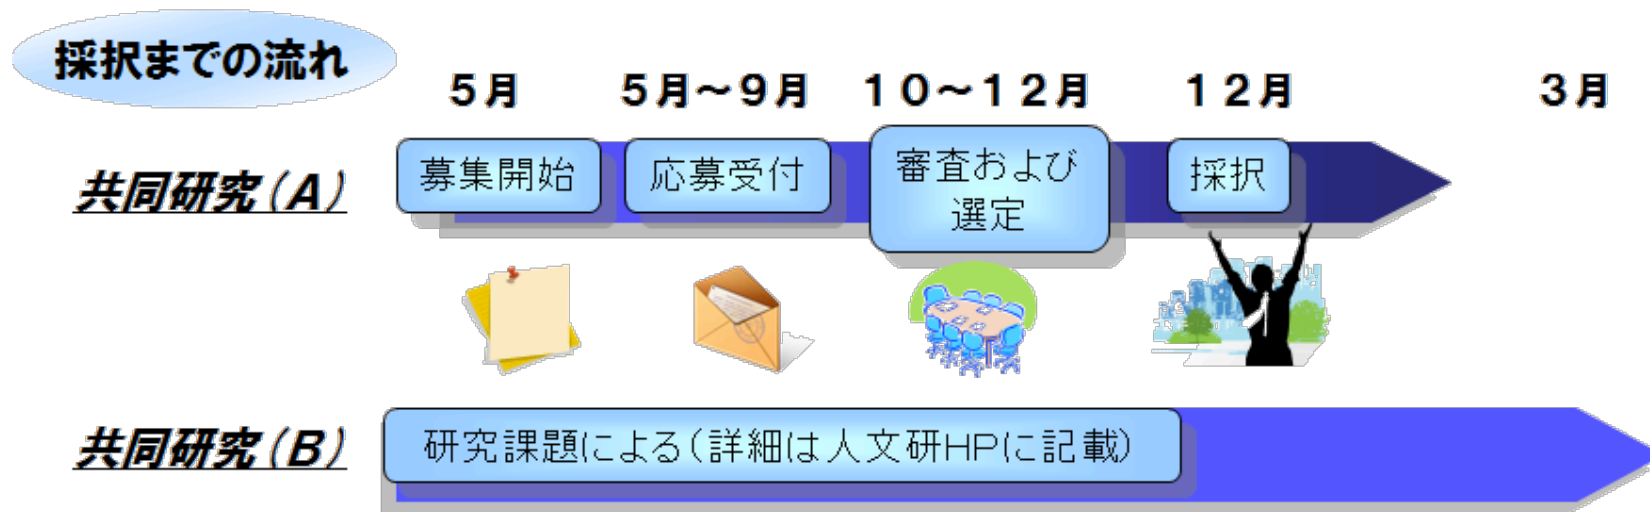 採択までの流れ
5月 5月～9月 10～12月 12月 3月
共同研究(A) 募集開始 応募受付 審査および
選定 採択
共同研究(B) 研究課題による(詳細は人文研HPに記載)